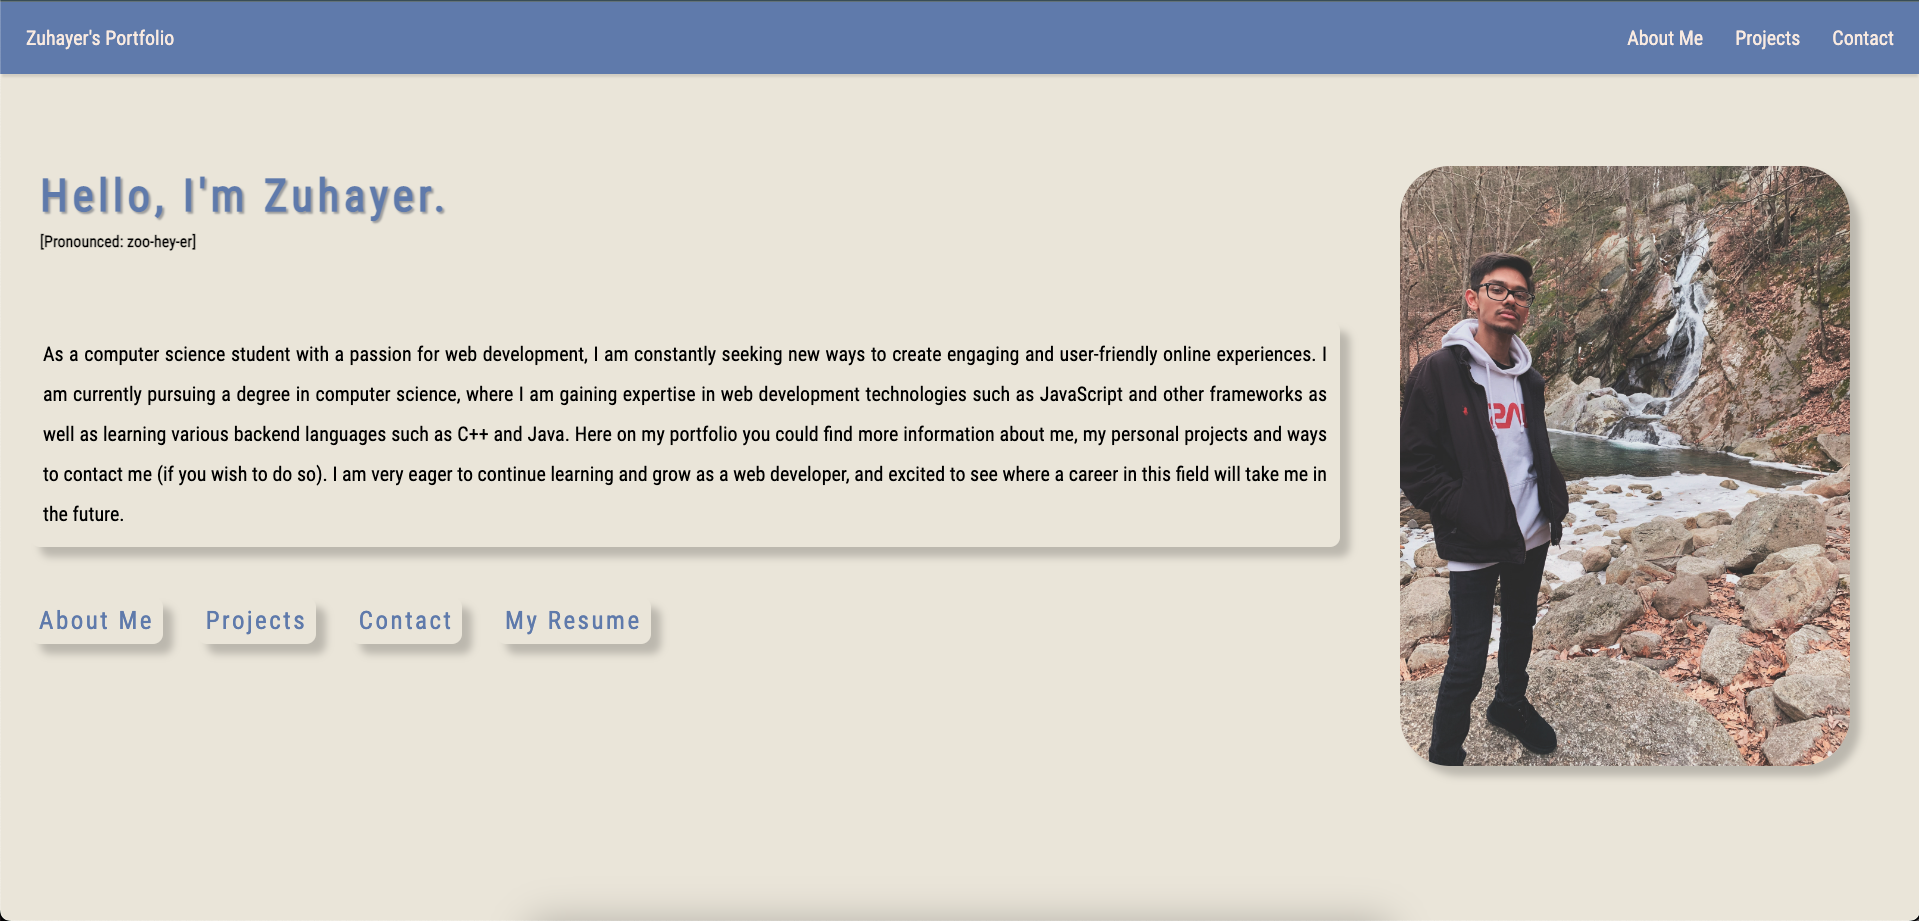 Zuhayer's Portfolio
About Me
Projects
Contact
Hello, I'm Zuhayer.
[Pronounced: zoo-hey-er]
As a computer science student with a passion for web development, I am constantly seeking new ways to create engaging and user-friendly online experiences. I
am currently pursuing a degree in computer science, where I am gaining expertise in web development technologies such as JavaScript and other frameworks as
well as learning various backend languages such as C++ and Java. Here on my portfolio you could find more information about me, my personal projects and ways
to contact me (if you wish to do so). I am very eager to continue learning and grow as a web developer, and excited to see where a career in this field will take me in
the future.
About Me
Projects
Contact
My Resume